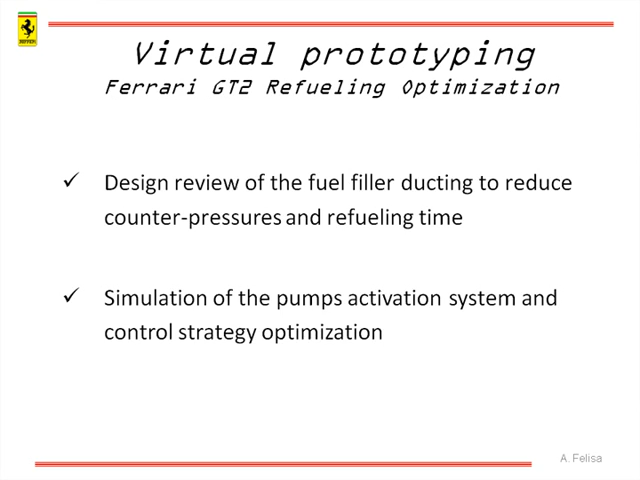 Virtual prototyping
Ferrari GT2 Refueling Optimization
✓ Design review of the fuel filler ducting to reduce
counter-pressures and refueling time
✓ Simulation of the pumps activation system and
control strategy optimization
A. Felisa